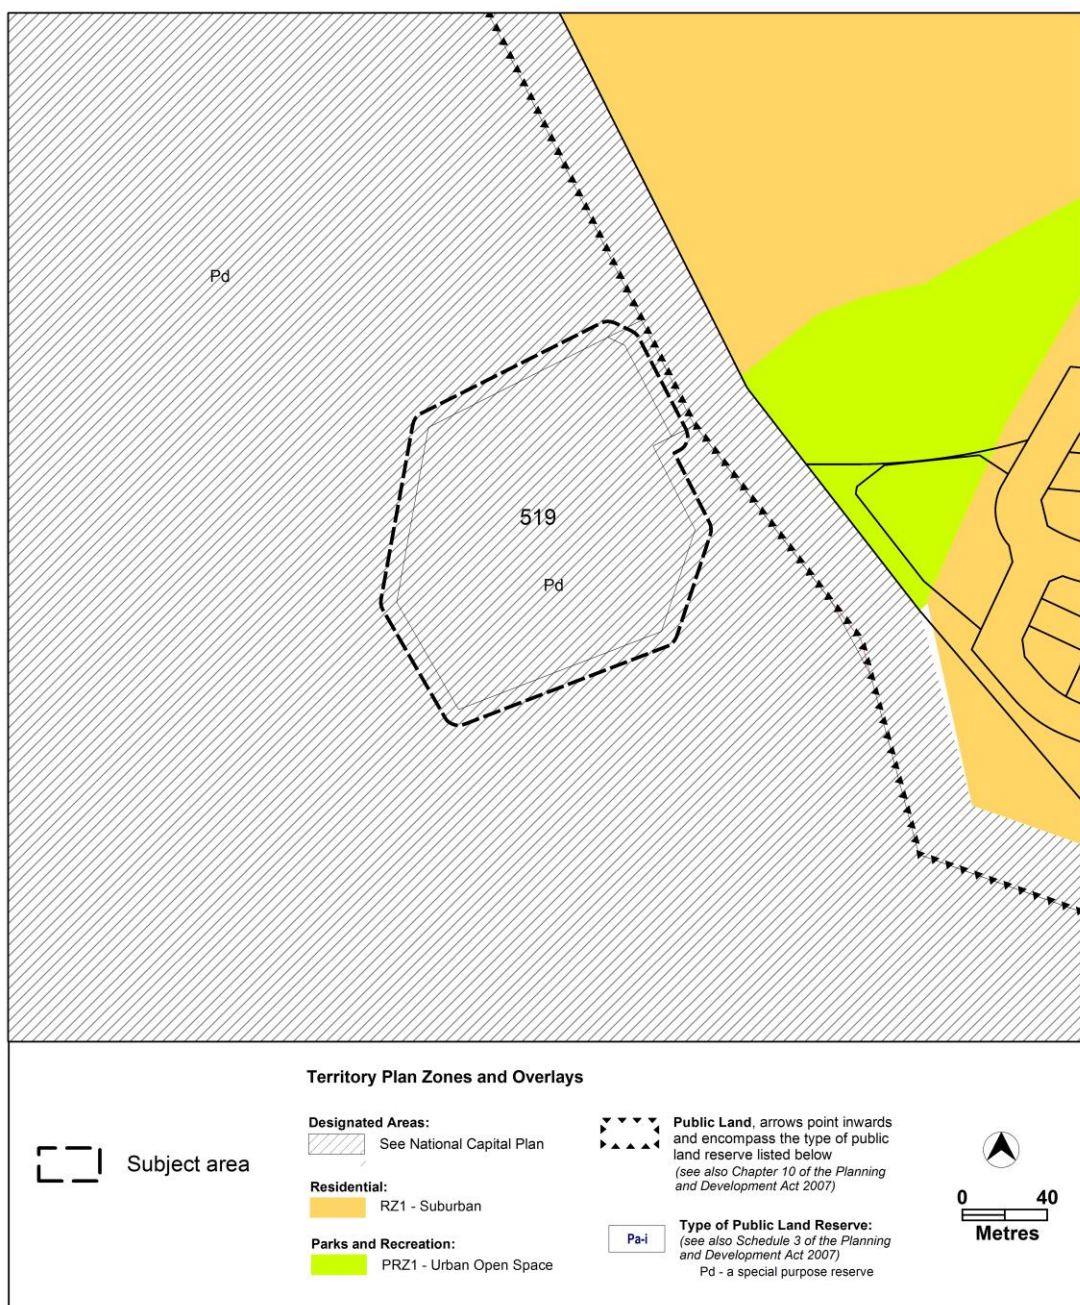 Pd
519
Pd
Territory Plan Zones and Overlays
Designated Areas:
See National Capital Plan
Residential:
RZ1 - Suburban
Parks and Recreation:
PRZ1 - Urban Open Space
Subject area
Public Land, arrows point inwards
and encompass the type of public
land reserve listed below
(see also Chapter 10 of the Planning
and Development Act 2007)
Pa-i
Type of Public Land Reserve:
(see also Schedule 3 of the Planning
and Development Act 2007)
Pd - a special purpose reserve
0 40
Metres